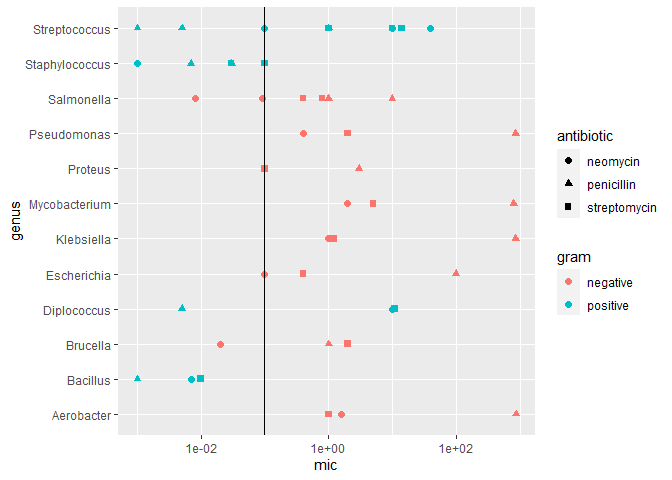 Streptococcus
Staphylococcus
Salmonella
Pseudomonas
Proteus
Mycobacterium
Klebsiella
Escherichia
Diplococcus
Brucella
Bacillus
Aerobacter
genus
1e-02 1e+00 1e+02
mic
antibiotic
neomycin
penicillin
streptomycin
gram
negative
positive